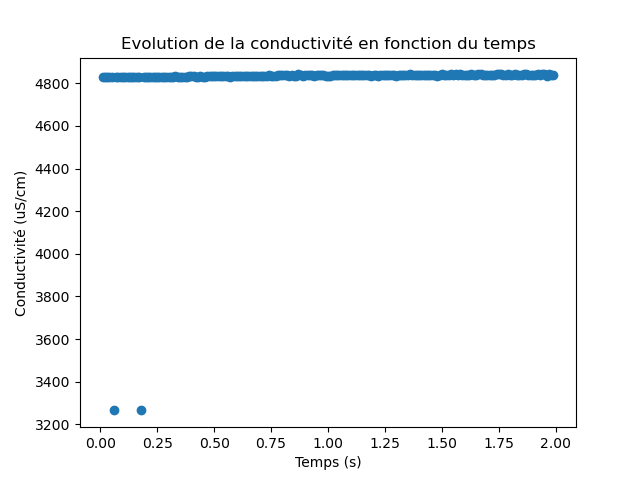 Evolution de la conductivité en fonction du temps
4800
4600
4400
4200
4000
3800
3600
3400
3200
Conductivité (uS/cm)
0.00 0.25 0.50 0.75 1.00 1.25 1.50 1.75 2.00
Temps (s)